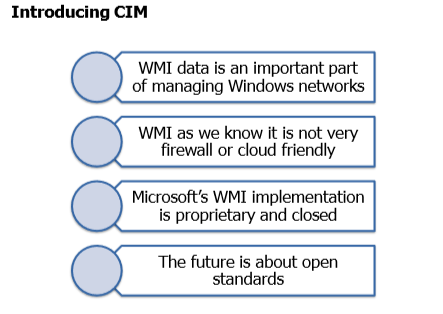 Introducing CIM
WMI data is an important part
of managing Windows networks
WMI as we know it is not very
firewall or cloud friendly
Microsoft's WMI implementation
is proprietary and closed
The future is about open
standards